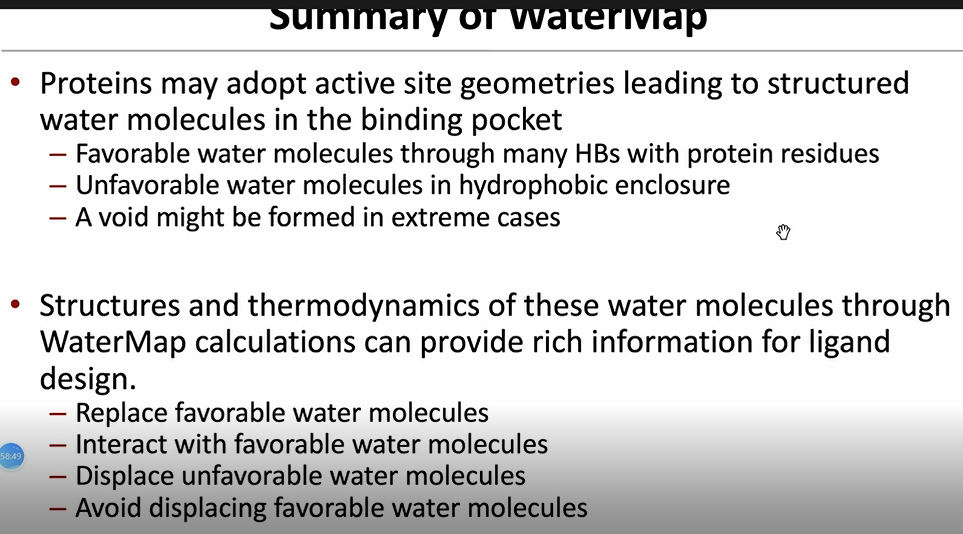 Summary of WaterMap
• Proteins may adopt active site geometries leading to structured
water molecules in the binding pocket
– Favorable water molecules through many HBs with protein residues
– Unfavorable water molecules in hydrophobic enclosure
– A void might be formed in extreme cases
• Structures and thermodynamics of these water molecules through
WaterMap calculations can provide rich information for ligand
design.
– Replace favorable water molecules
– Interact with favorable water molecules
58:49
– Displace unfavorable water molecules
– Avoid displacing favorable water molecules